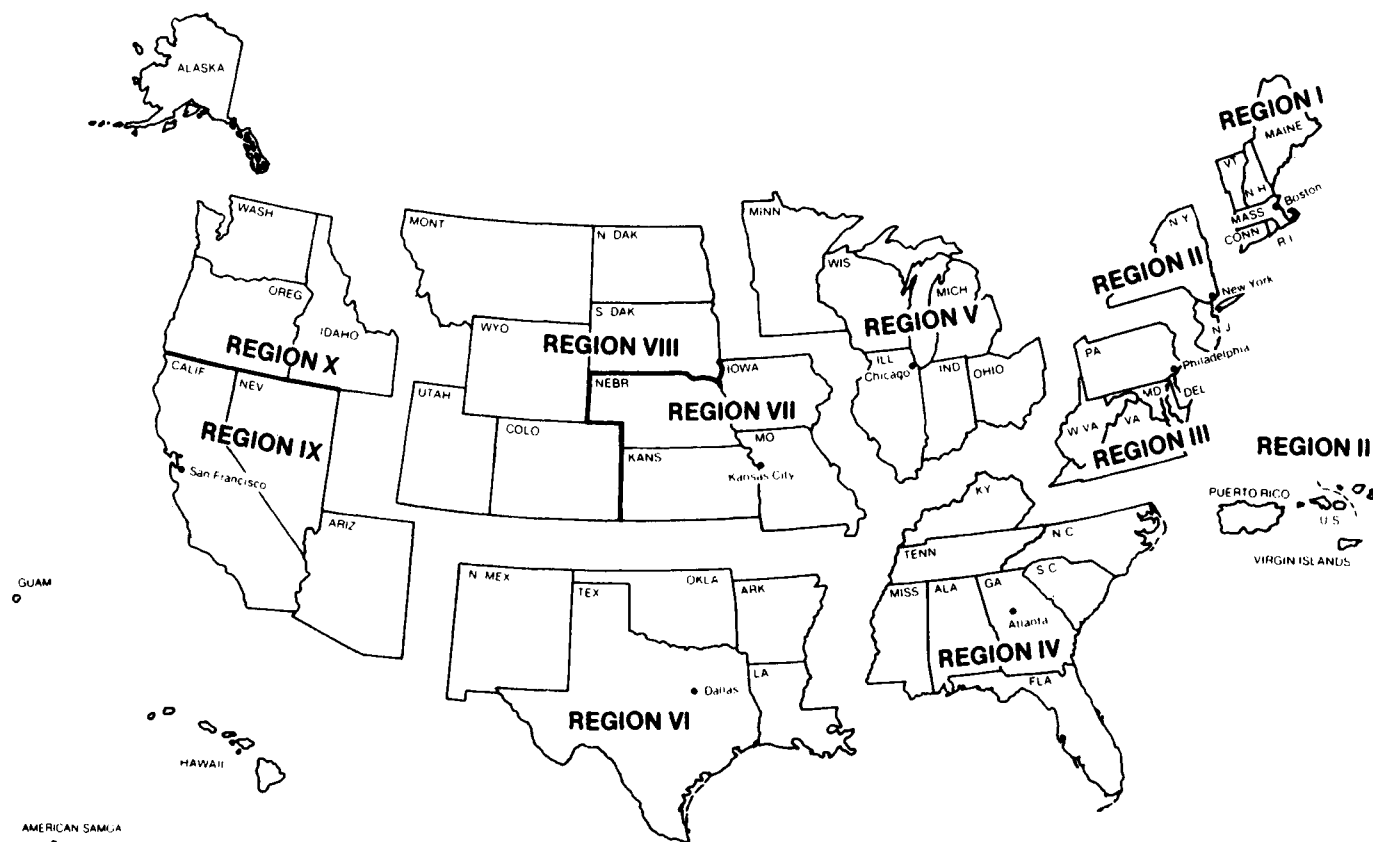 ALASKA
REGION I
MAINE
VT
N H
Boston
MASS
CONN
R I
WASH
MONT
N DAK
MINN
N Y
WIS
REGION II
OREG
MICH
New York
S DAK
WYO
REGION V
IDAHO
N J
REGION X
REGION VIII
PA
CALIF
NEV
ILL
IND
OHIO
Philadelphia
IOWA
Chicago
UTAH
NEBR
MD
DEL
REGION VII
REGION IX
COLO
W VA
VA
MO
REGION III
REGION II
KANS
San Francisco
Kansas City
KY
PUERTO RICO
ARIZ
U S
N C
TENN
VIRGIN ISLANDS
S C
GUAM
N MEX
OKLA
TEX
ARK
MISS
ALA
GA
Atlanta
REGION IV
LA
FLA
Dallas
REGION VI
HAWAII
AMERICAN SAMOA